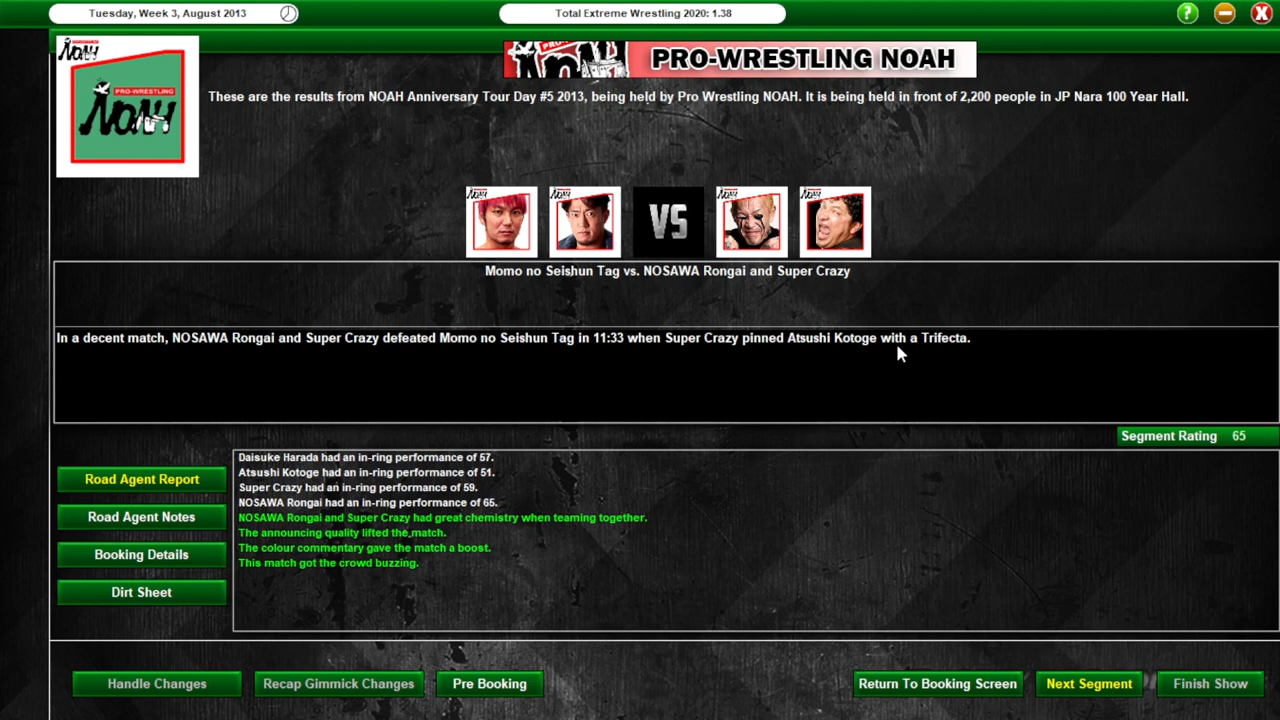 Tuesday, Week 3, August 2013
Total Extreme Wrestling 2020: 1.38
?
NOAH
PRO-WRESTLING NOAH
PRO-WRESTLING
NOAH
These are the results from NOAH Anniversary Tour Day #5 2013, being held by Pro Wrestling NOAH. It is being held in front of 2,200 people in JP Nara 100 Year Hall.
NOAH NOAH VS NOAH NOAH
Momo no Seishun Tag vs. NOSAWA Rongai and Super Crazy
In a decent match, NOSAWA Rongai and Super Crazy defeated Momo no Seishun Tag in 11:33 when Super Crazy pinned Atsushi Kotoge with a Trifecta.
Segment Rating 65
Road Agent Report
Road Agent Notes
Booking Details
Dirt Sheet
Daisuke Harada had an in-ring performance of 57.
Atsushi Kotoge had an in-ring performance of 51.
Super Crazy had an in-ring performance of 59.
NOSAWA Rongai had an in-ring performance of 65.
NOSAWA Rongai and Super Crazy had great chemistry when teaming together.
The announcing quality lifted the match.
The colour commentary gave the match a boost.
This match got the crowd buzzing.
Handle Changes
Recap Gimmick Changes
Pre Booking
Return To Booking Screen
Next Segment
Finish Show